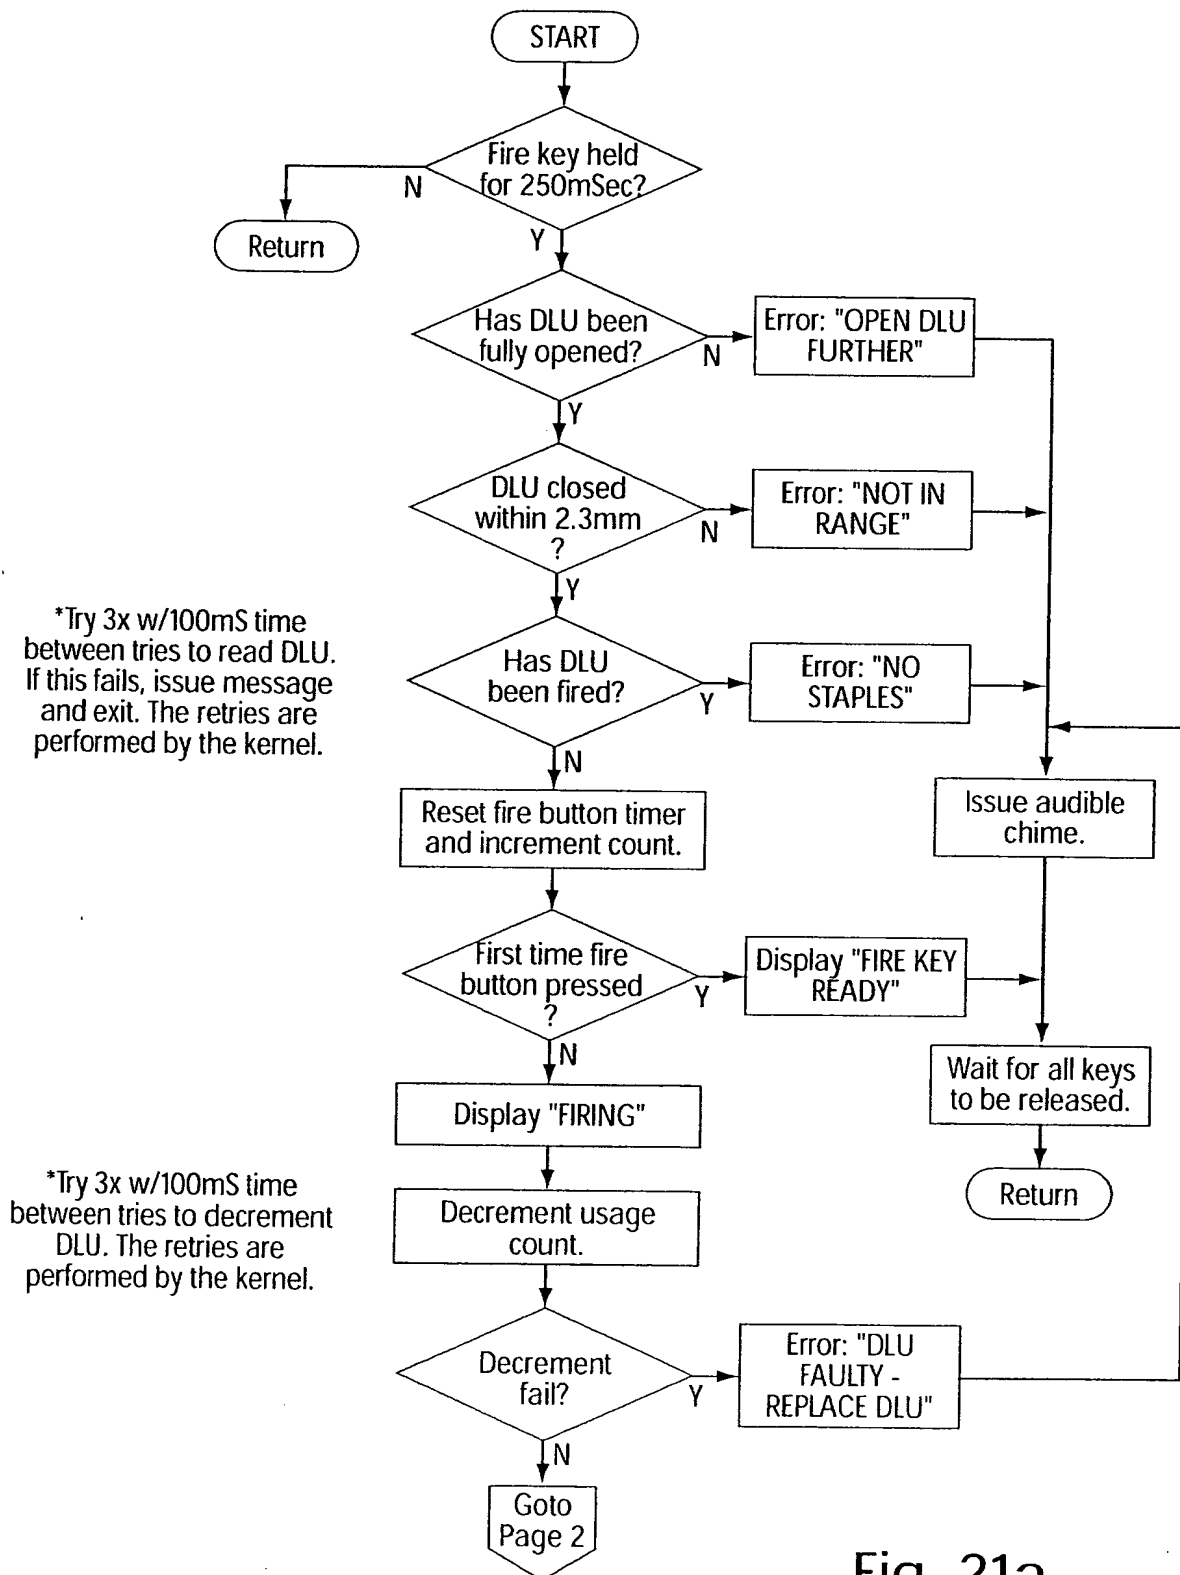 START
Fire key held
for 250mSec?
N
Y
Return
Has DLU been
fully opened?
N
Y
Error: "OPEN DLU
FURTHER"
DLU closed
within 2.3mm
?
N
Y
Error: "NOT IN
RANGE"
*Try 3x w/100mS time
between tries to read DLU.
If this fails, issue message
and exit. The retries are
performed by the kernel.
Has DLU
been fired?
Y
N
Error: "NO
STAPLES"
Reset fire button timer
and increment count.
Issue audible
chime.
First time fire
button pressed
?
Y
N
Display "FIRE KEY
READY"
Wait for all keys
to be released.
Return
Display "FIRING"
*Try 3x w/100mS time
between tries to decrement
DLU. The retries are
performed by the kernel.
Decrement usage
count.
Decrement
fail?
Y
N
Error: "DLU
FAULTY -
REPLACE DLU"
Goto
Page 2
Fig. 21a